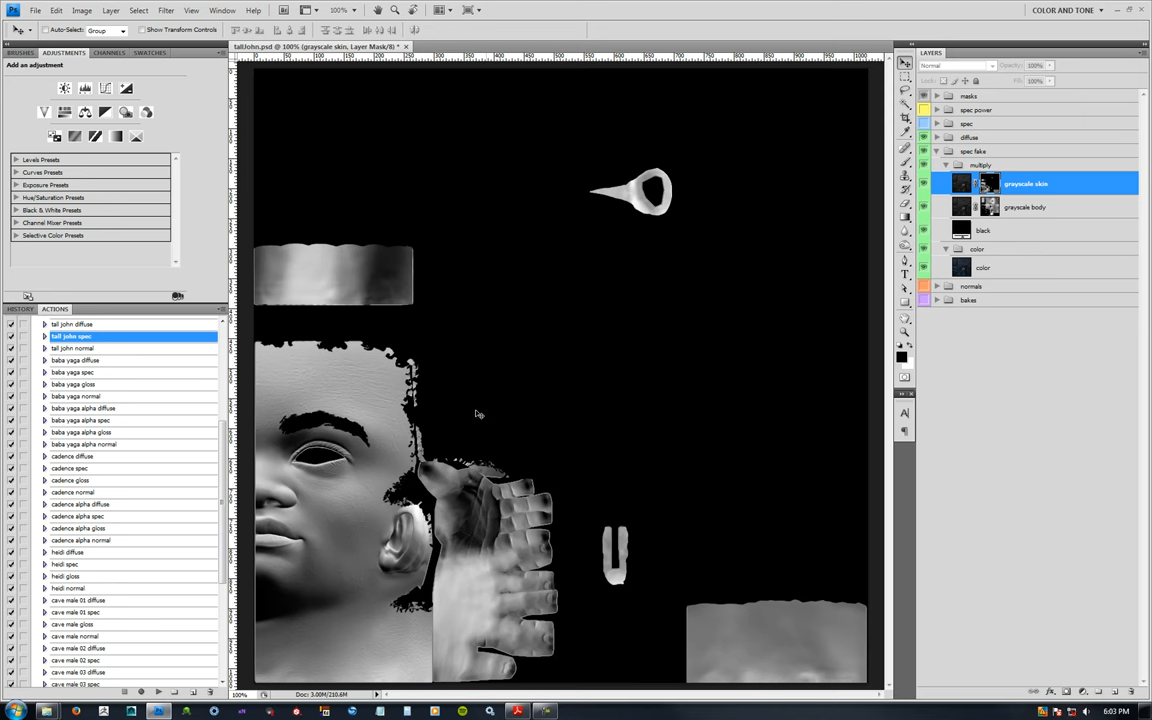 Ps File Edit Image Layer Select Filter View Window Help Br 100% COLOR AND TONE
Auto-Select: Group Show Transform Controls
BRUSHES ADJUSTMENTS CHANNELS SWATCHES
Add an adjustment
Levels Presets
Curves Presets
Exposure Presets
Hue/Saturation Presets
Black & White Presets
Channel Mixer Presets
Selective Color Presets
HISTORY ACTIONS
tall john diffuse
tall john spec
tall john normal
baba yaga diffuse
baba yaga spec
baba yaga gloss
baba yaga normal
baba yaga alpha diffuse
baba yaga alpha spec
baba yaga alpha gloss
baba yaga alpha normal
cadence diffuse
cadence spec
cadence gloss
cadence normal
cadence alpha diffuse
cadence alpha spec
cadence alpha gloss
cadence alpha normal
heidi diffuse
heidi spec
heidi gloss
heidi normal
cave male 01 diffuse
cave male 01 spec
cave male gloss
cave male normal
cave male 02 diffuse
cave male 02 spec
cave male 03 diffuse
cave male 03 spec
tallJohn.psd @ 100% (grayscale skin, Layer Mask/8) * ×
100% Doc: 3.00M/210.6M
LAYERS
Normal Opacity: 100%
Lock: Fill: 100%
masks
spec power
spec
diffuse
spec fake
multiply
grayscale skin
grayscale body
black
color
color
normals
bakes
6:03 PM